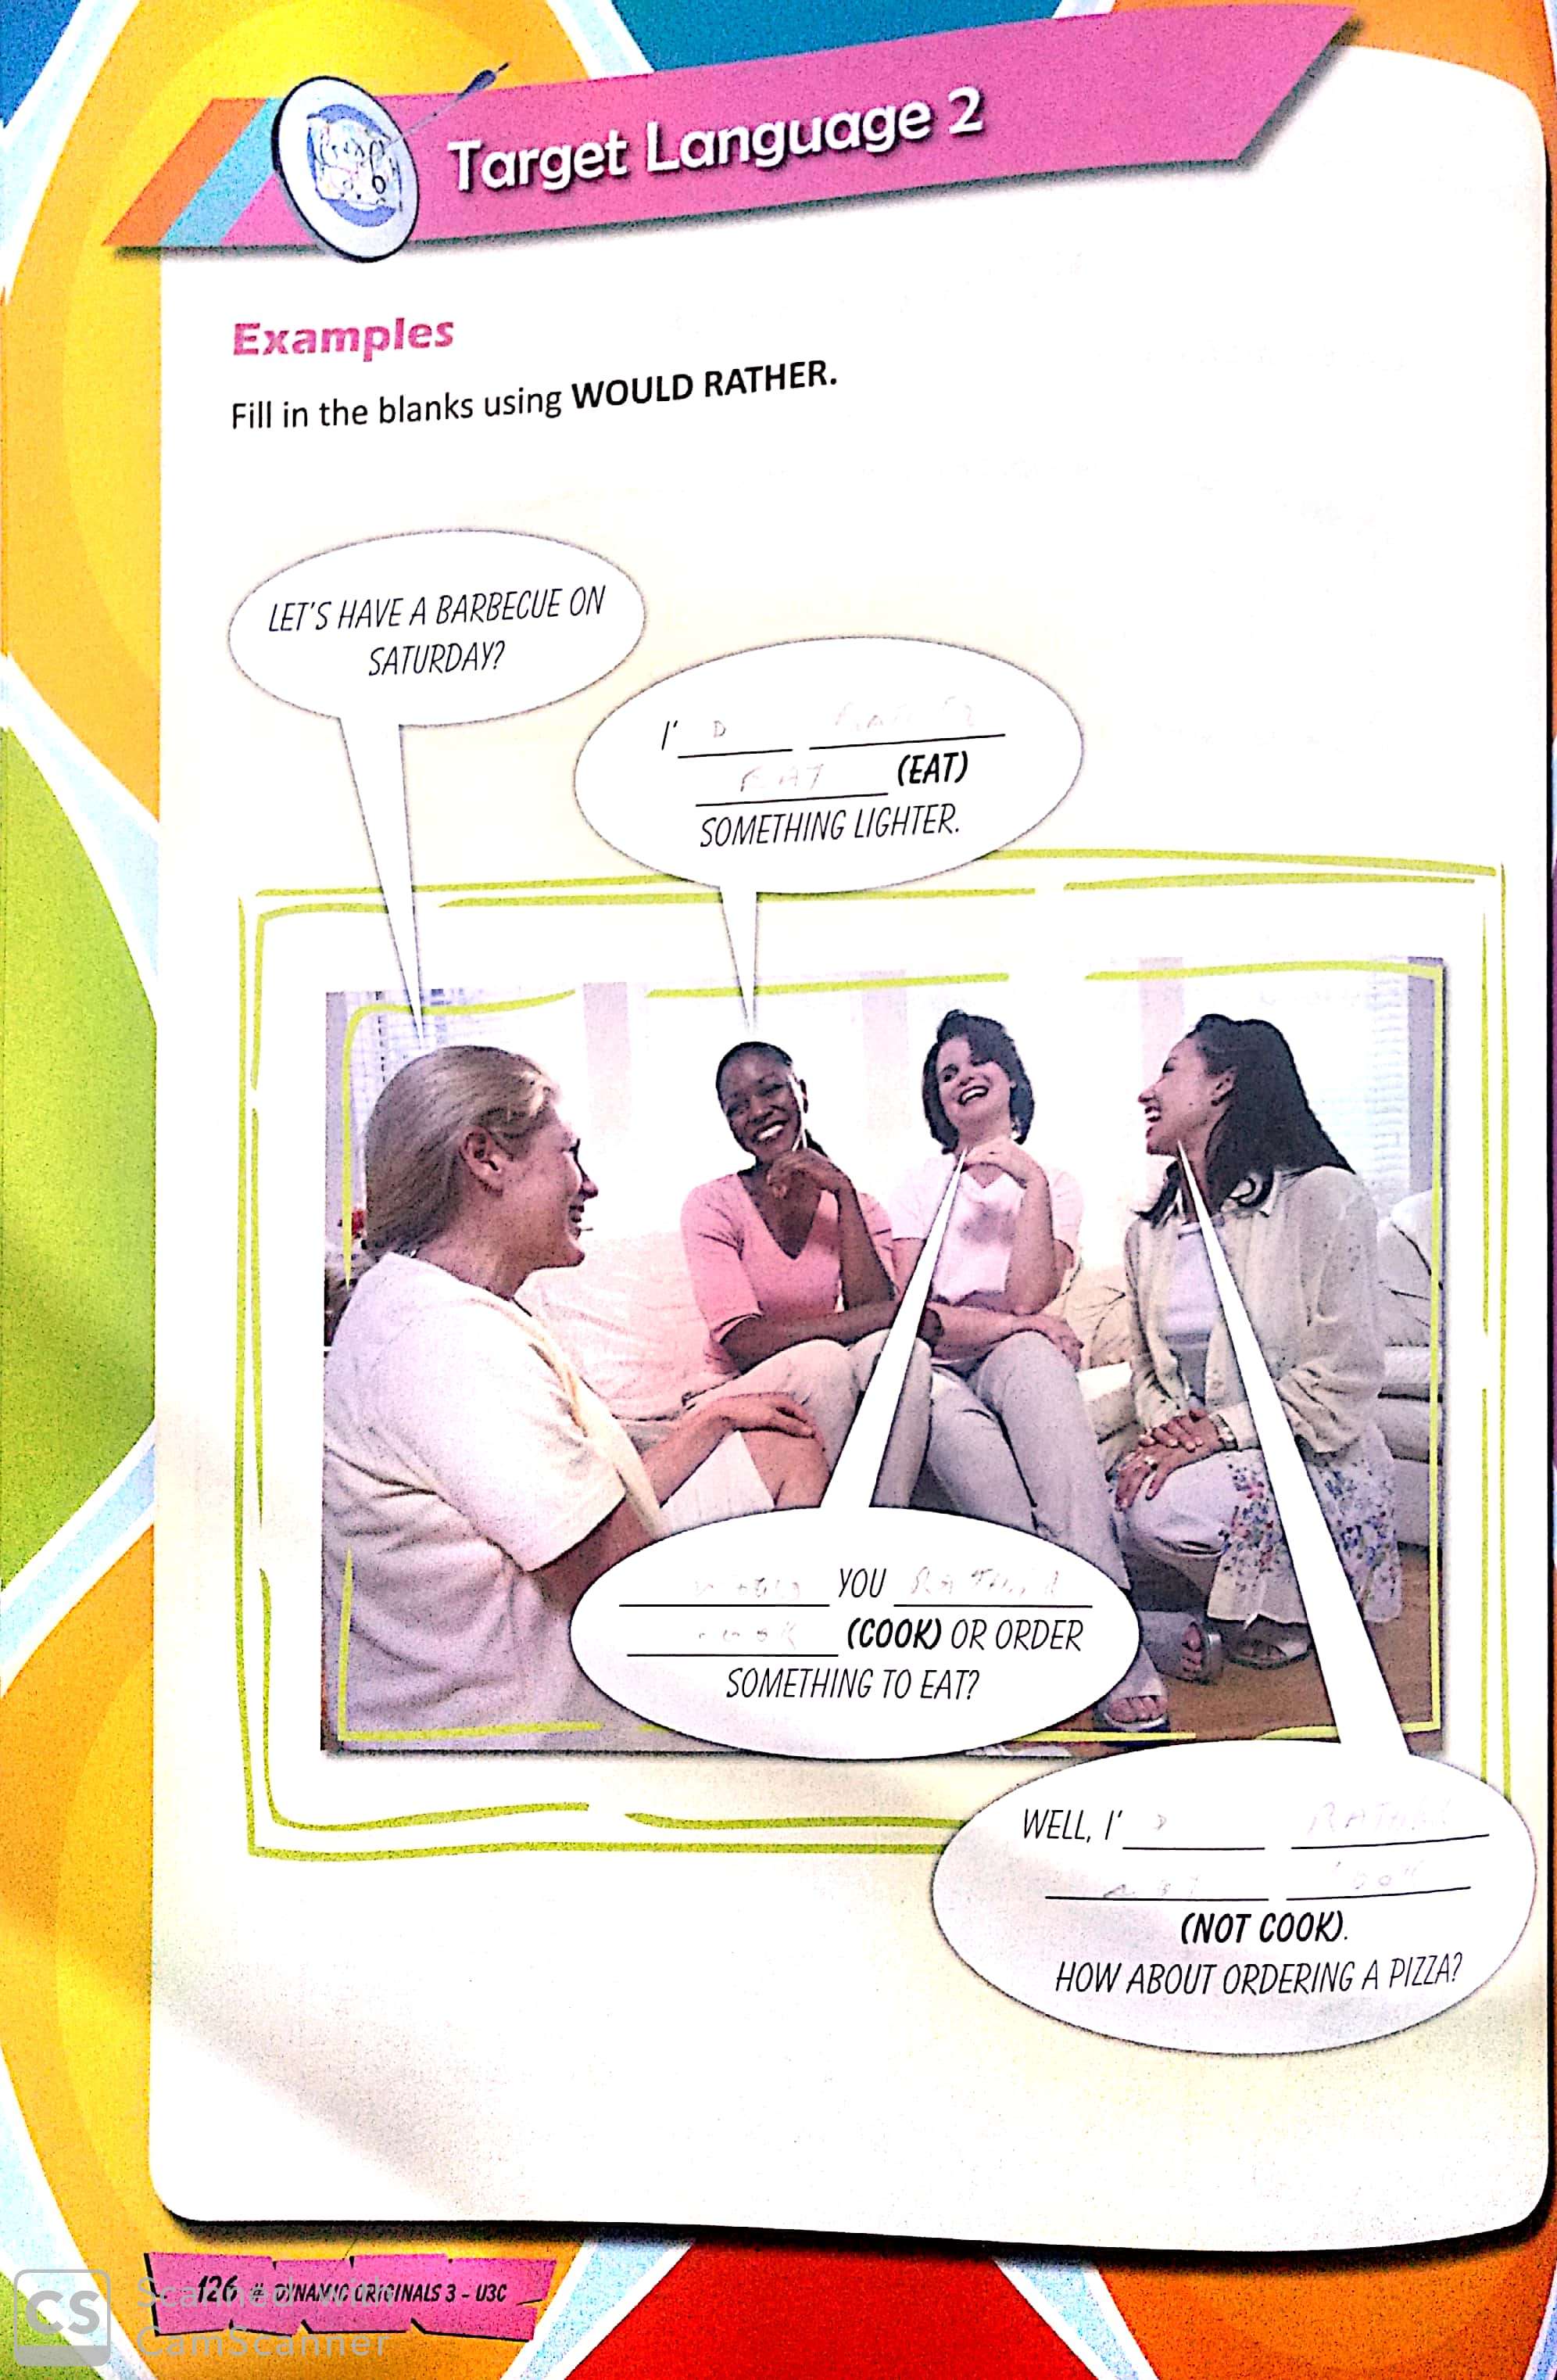 Target Language 2
Examples
Fill in the blanks using WOULD RATHER.
LET'S HAVE A BARBECUE ON
SATURDAY?
I' D
EAT (EAT)
SOMETHING LIGHTER.
YOU RATHER
COOK (COOK) OR ORDER
SOMETHING TO EAT?
WELL, I' D RATHER
NOT COOK
(NOT COOK).
HOW ABOUT ORDERING A PIZZA?
126 # DYNAMIC ORIGINALS 3 - U3C
CS Scanned with
CamScanner